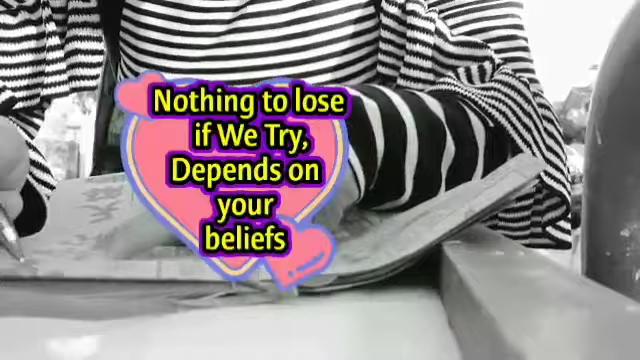 Nothing to lose
if We Try,
Depends on
your
beliefs